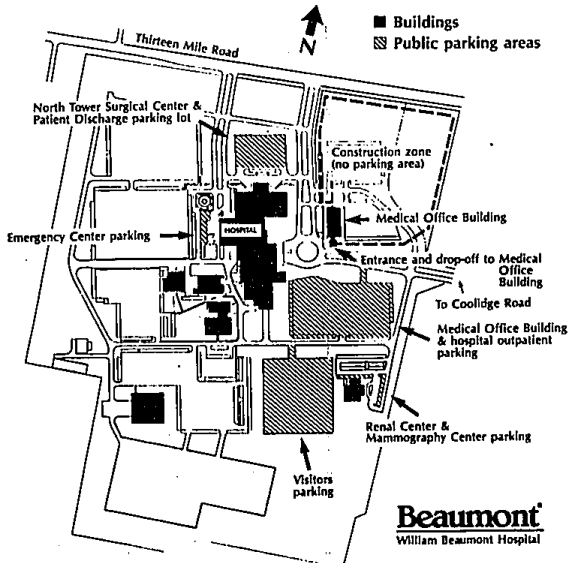 Thirteen Mile Road
N
Buildings
Public parking areas
North Tower Surgical Center &
Patient Discharge parking lot
Construction zone
(no parking area)
HOSPITAL
Medical Office Building
Emergency Center parking
Entrance and drop-off to Medical
Office
Building
To Coolidge Road
Medical Office Building
& hospital outpatient
parking
Renal Center &
Mammography Center parking
Visitors
parking
Beaumont
William Beaumont Hospital